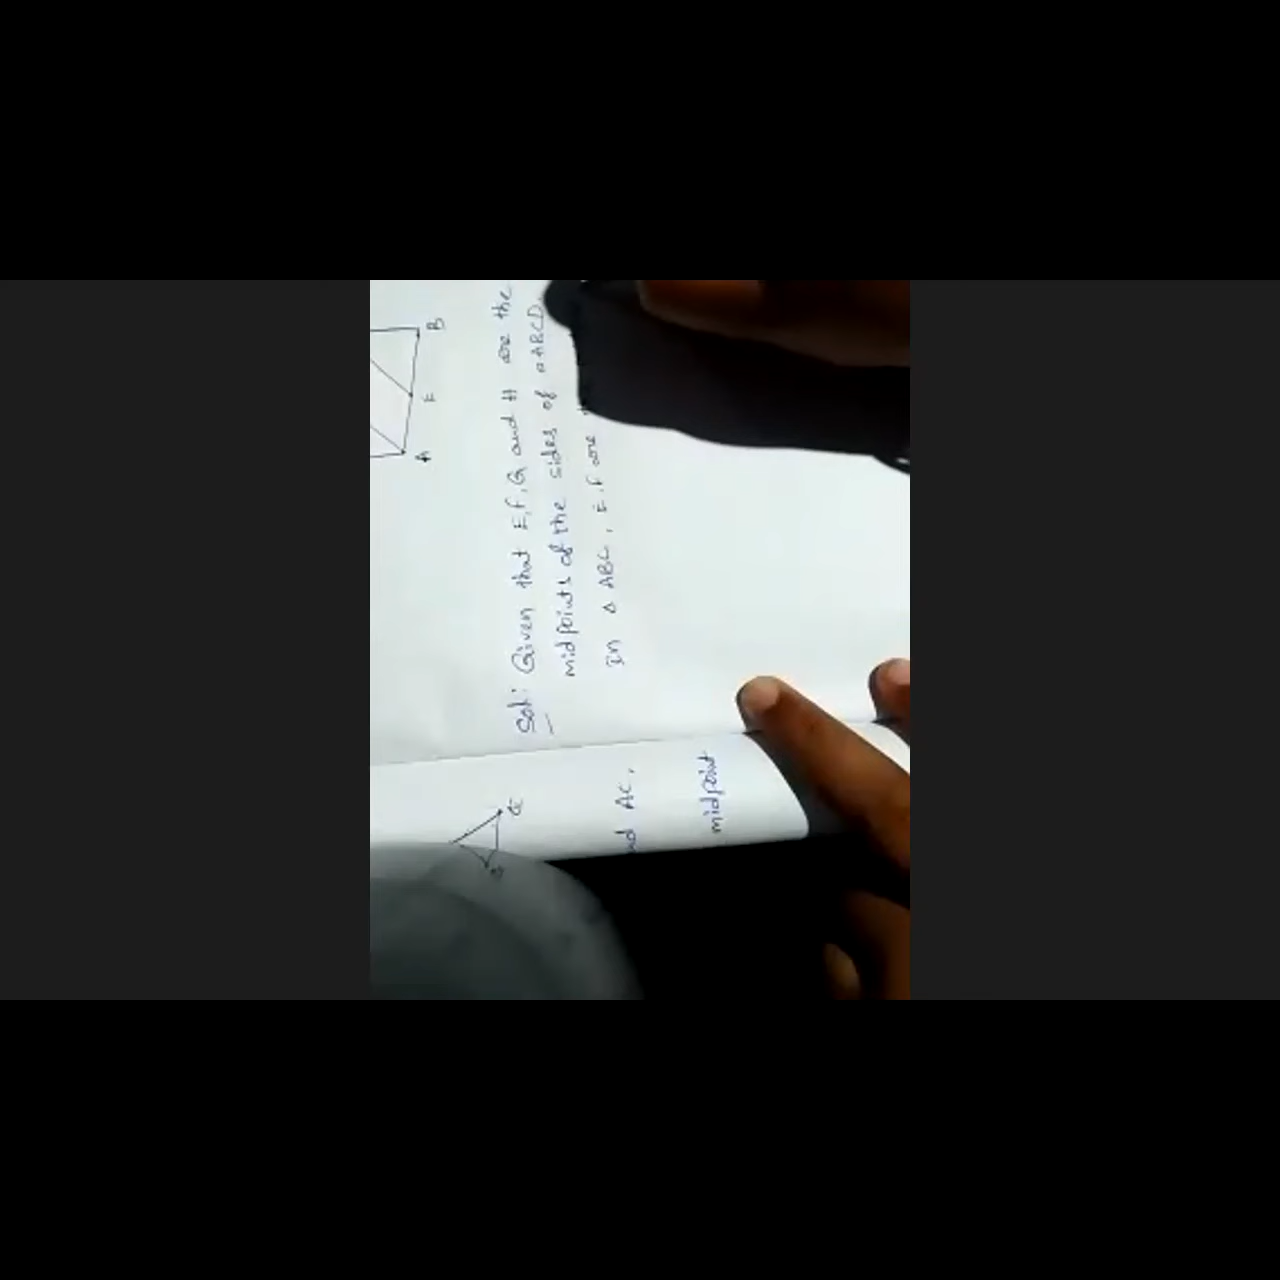 B
E
A
Sol: Given that E,F,G and H are the
midpoints of the sides of □ABCD.
In Δ ABC, E,F are
AC,
midpoint